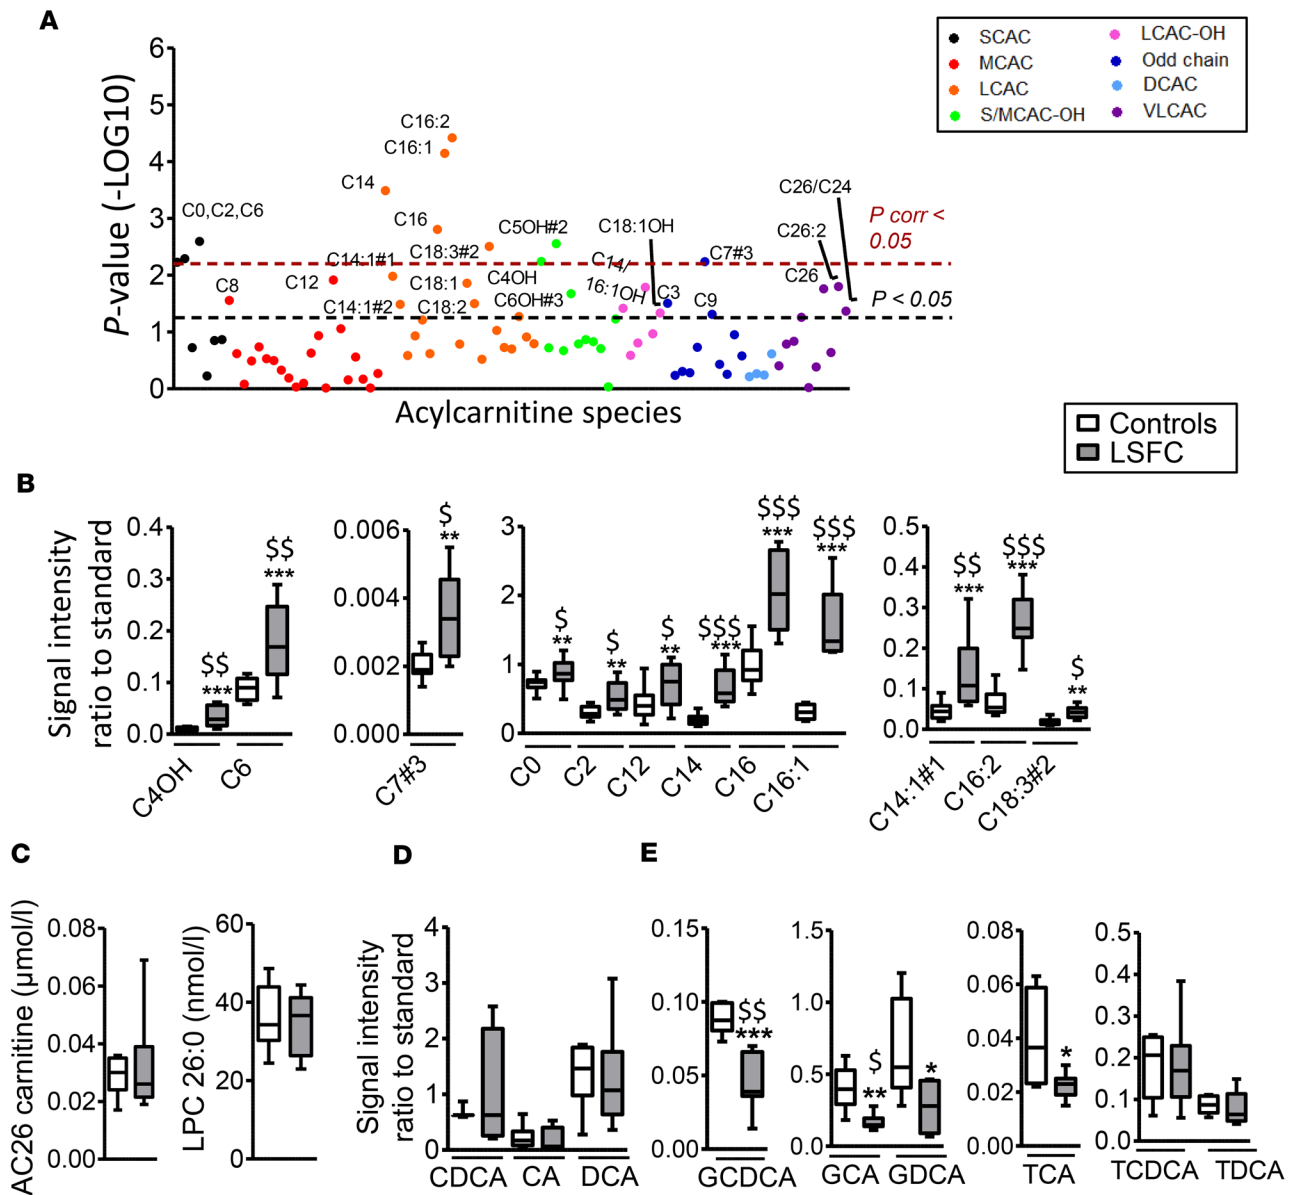 A
SCAC
MCAC
LCAC
S/MCAC-OH
LCAC-OH
Odd chain
DCAC
VLCAC
P-value (-LOG10)
6
5
4
3
2
1
0
C0,C2,C6
C8
C12
C14
C14:1#1
C14:1#2
C16:2
C16:1
C16
C18:3#2
C18:1
C18:2
C5OH#2
C4OH
C6OH#3
C14/
16:1OH
C18:1OH
C3
C7#3
C9
C26/C24
C26:2
C26
P corr <
0.05
P < 0.05
Acylcarnitine species
Controls
LSFC
B
Signal intensity
ratio to standard
0.4
0.3
0.2
0.1
0.0
$$
***
$$
***
C4OH
C6
0.006
0.004
0.002
0.000
$
**
C7#3
3
2
1
0
$
**
$
**
$
**
$$$
***
$$$
***
$$$
***
C0
C2
C12
C14
C16
C16:1
0.5
0.4
0.3
0.2
0.1
0.0
$$
***
$$$
***
$
**
C14:1#1
C16:2
C18:3#2
C
AC26 carnitine (µmol/l)
0.08
0.06
0.04
0.02
0.00
LPC 26:0 (nmol/l)
60
40
20
0
D
Signal intensity
ratio to standard
4
3
2
1
0
CDCA
CA
DCA
E
0.15
0.10
0.05
0.00
$$
***
GCDCA
1.5
1.0
0.5
0.0
$
**
*
GCA
GDCA
0.08
0.06
0.04
0.02
0.00
*
TCA
0.5
0.4
0.3
0.2
0.1
0.0
TCDCA
TDCA